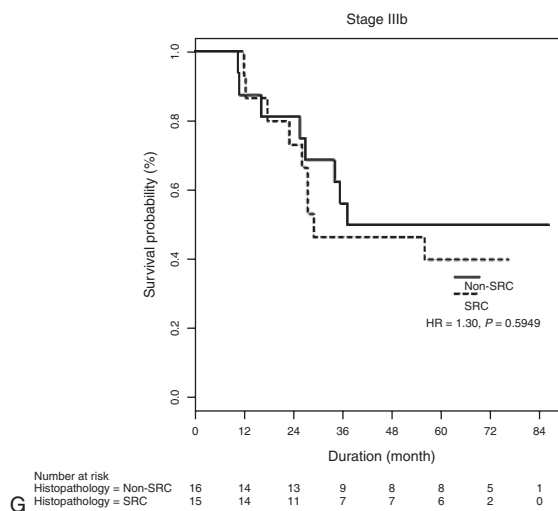 Stage IIIb
Survival probability (%)
1.0
0.8
0.6
0.4
0.2
0.0
Non-SRC
SRC
HR = 1.30, P = 0.5949
0 12 24 36 48 60 72 84
Duration (month)
Number at risk
Histopathology = Non-SRC 16 14 13 9 8 8 5 1
Histopathology = SRC 15 14 11 7 7 6 2 0
G